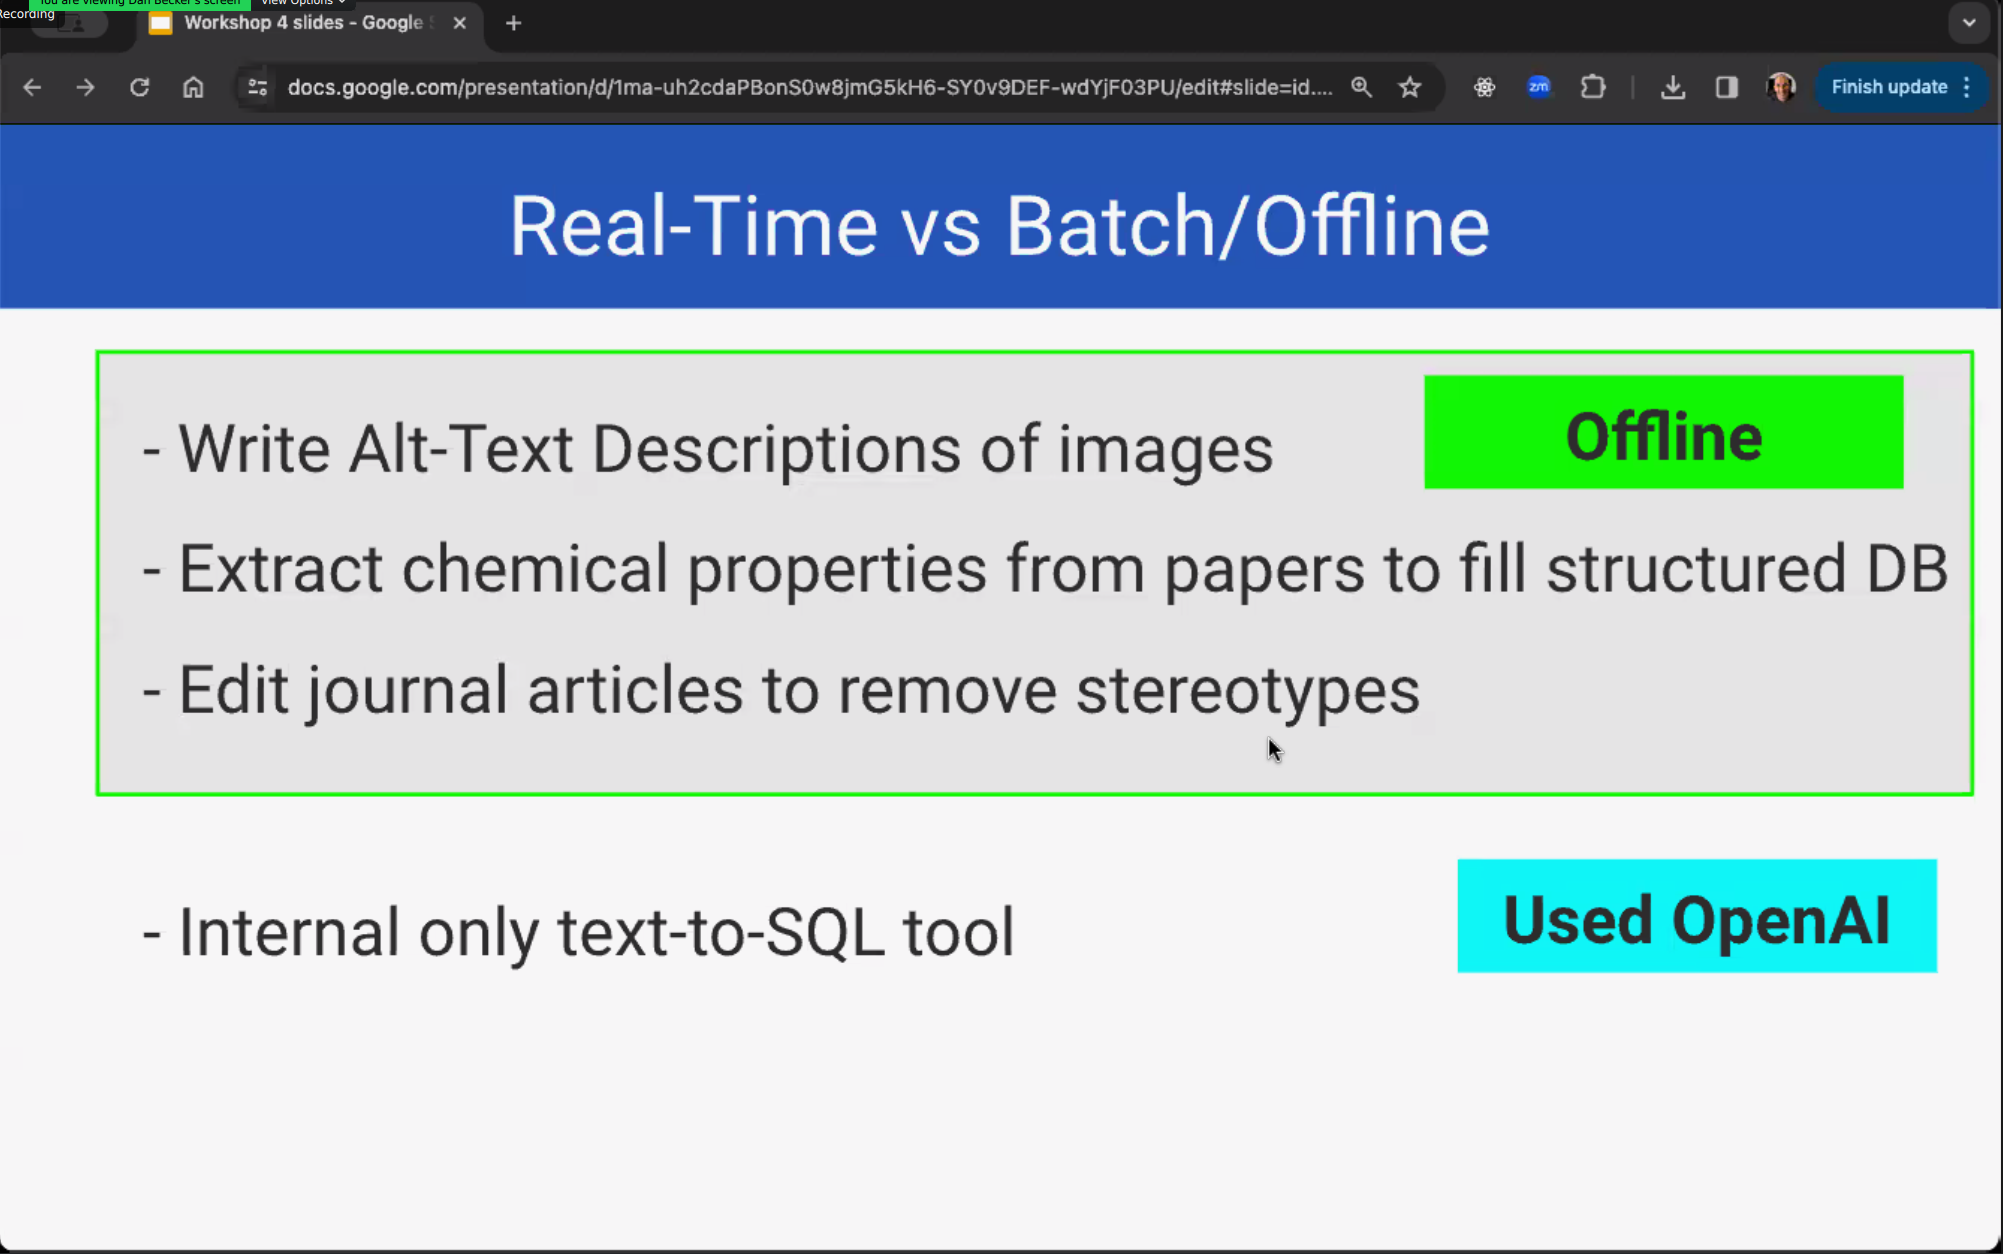 You are viewing Dan Becker's screen
View Options
Recording
Workshop 4 slides - Google
docs.google.com/presentation/d/1ma-uh2cdaPBonS0w8jmG5kH6-SY0v9DEF-wdYjF03PU/edit#slide=id....
zm
Finish update
Real-Time vs Batch/Offline
- Write Alt-Text Descriptions of images
Offline
- Extract chemical properties from papers to fill structured DB
- Edit journal articles to remove stereotypes
- Internal only text-to-SQL tool
Used OpenAI